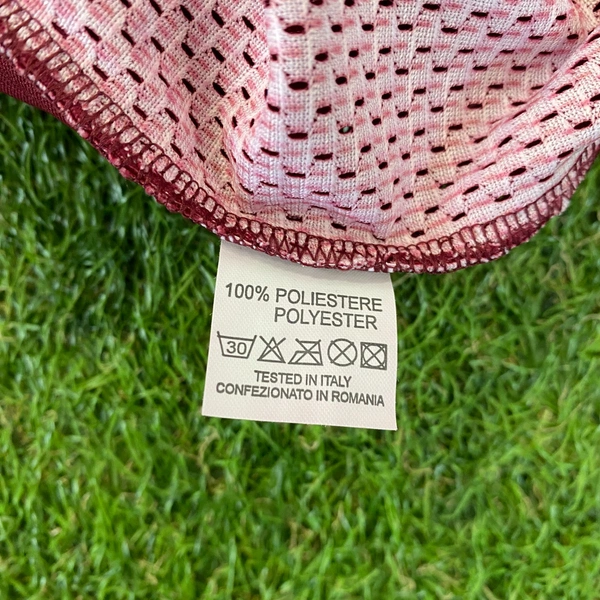 100% POLIESTERE
POLYESTER
30
TESTED IN ITALY
CONFEZIONATO IN ROMANIA